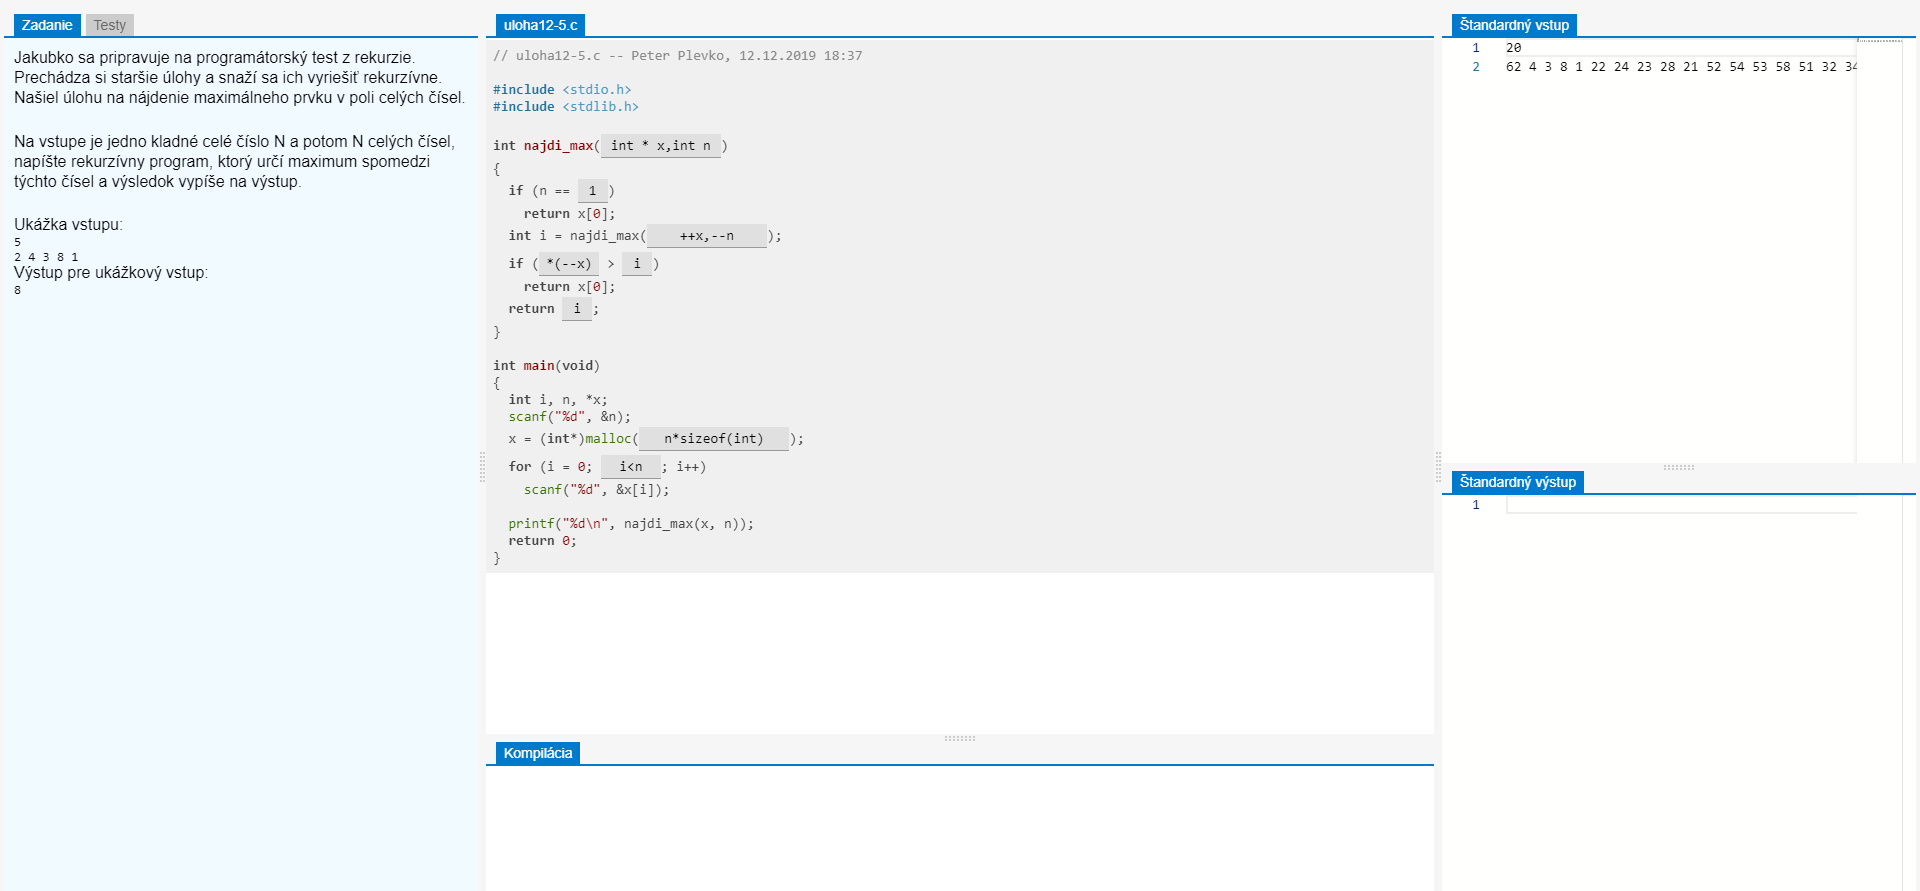 Zadanie Testy
Jakubko sa pripravuje na programátorský test z rekurzie.
Prechádza si staršie úlohy a snaží sa ich vyriešiť rekurzívne.
Našiel úlohu na nájdenie maximálneho prvku v poli celých čísel.
Na vstupe je jedno kladné celé číslo N a potom N celých čísel,
napíšte rekurzívny program, ktorý určí maximum spomedzi
týchto čísel a výsledok vypíše na výstup.
Ukážka vstupu:
5
2 4 3 8 1
Výstup pre ukážkový vstup:
8
uloha12-5.c
// uloha12-5.c -- Peter Plevko, 12.12.2019 18:37
#include <stdio.h>
#include <stdlib.h>
int najdi_max( int * x,int n )
{
if (n == 1 )
return x[0];
int i = najdi_max( ++x,--n );
if ( *(--x) > i )
return x[0];
return i ;
}
int main(void)
{
int i, n, *x;
scanf("%d", &n);
x = (int*)malloc( n*sizeof(int) );
for (i = 0; i<n ; i++)
scanf("%d", &x[i]);
printf("%d\n", najdi_max(x, n));
return 0;
}
Kompilácia
Štandardný vstup
1 20
2 62 4 3 8 1 22 24 23 28 21 52 54 53 58 51 32 34
Štandardný výstup
1